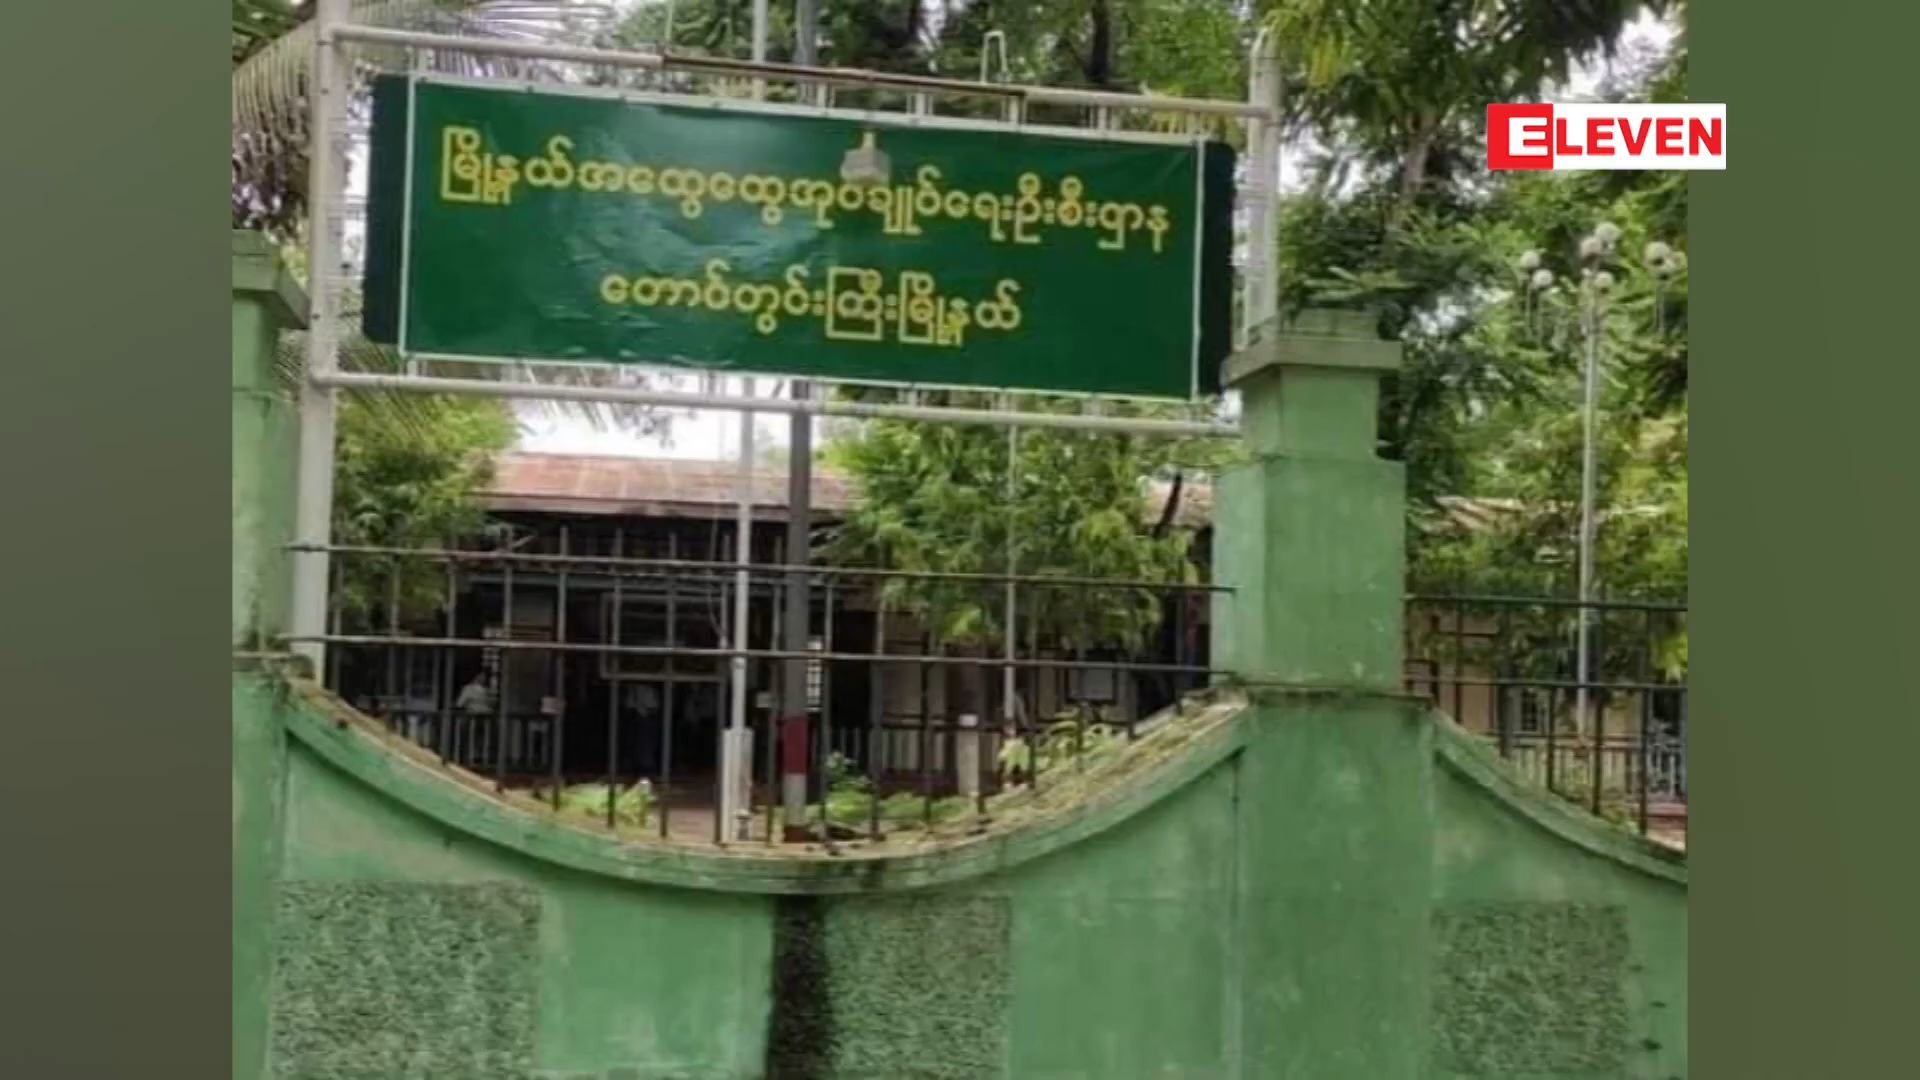 မြို့နယ်အထွေထွေအုပ်ချုပ်ရေးဦးစီးဌာန
တောင်တွင်းကြီးမြို့နယ်
ELEVEN